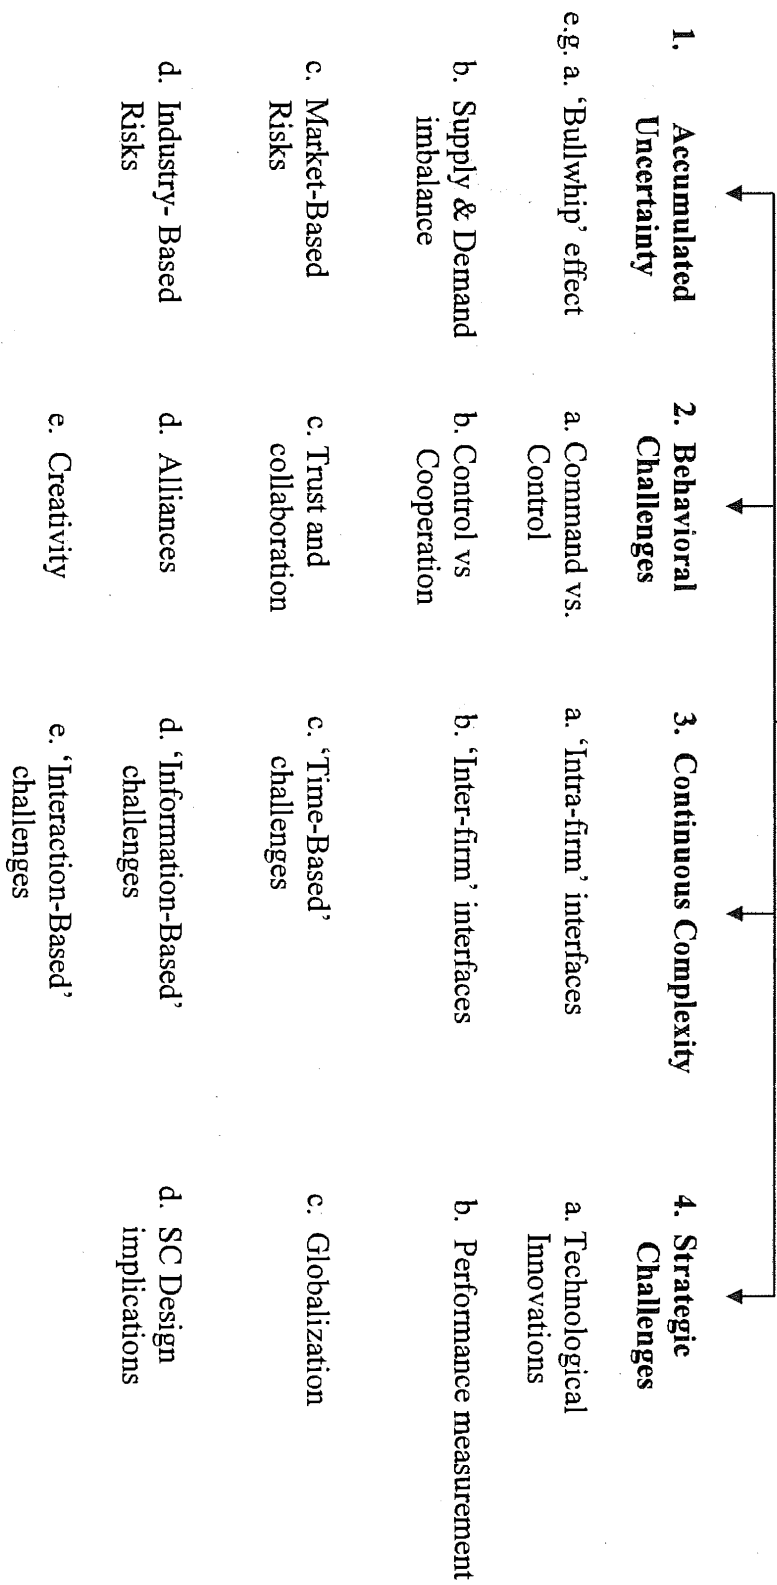 1. Accumulated
Uncertainty
e.g. a. ‘Bullwhip’ effect
b. Supply & Demand
imbalance
c. Market-Based
Risks
d. Industry- Based
Risks
2. Behavioral
Challenges
a. Command vs.
Control
b. Control vs
Cooperation
c. Trust and
collaboration
d. Alliances
e. Creativity
3. Continuous Complexity
a. ‘Intra-firm’ interfaces
b. ‘Inter-firm’ interfaces
c. ‘Time-Based’
challenges
d. ‘Information-Based’
challenges
e. ‘Interaction-Based’
challenges
4. Strategic
Challenges
a. Technological
Innovations
b. Performance measurement
c. Globalization
d. SC Design
implications